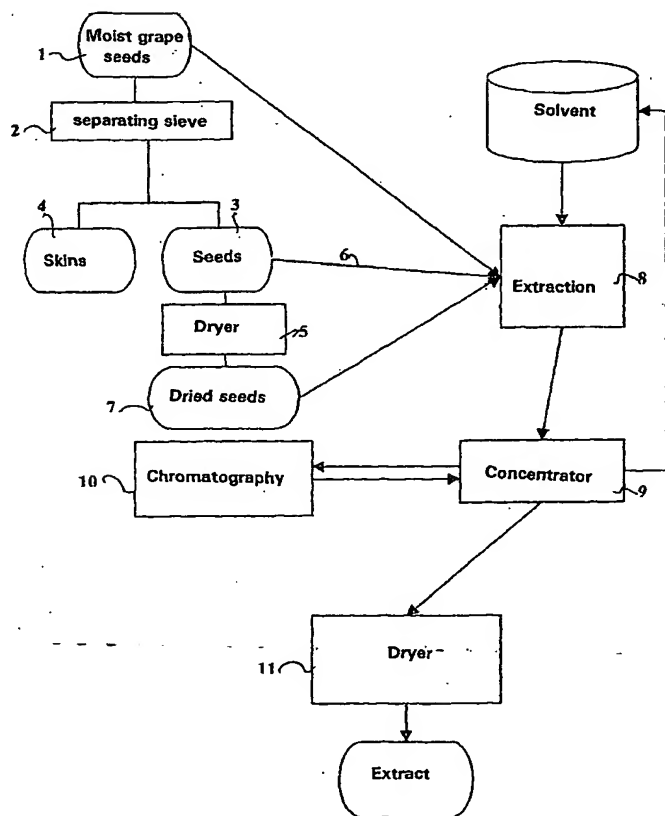 Moist grape
seeds
1
2
separating sieve
Solvent
4
3
Skins
Seeds
6
Extraction
8
Dryer
5
7
Dried seeds
10
Chromatography
Concentrator
9
11
Dryer
Extract